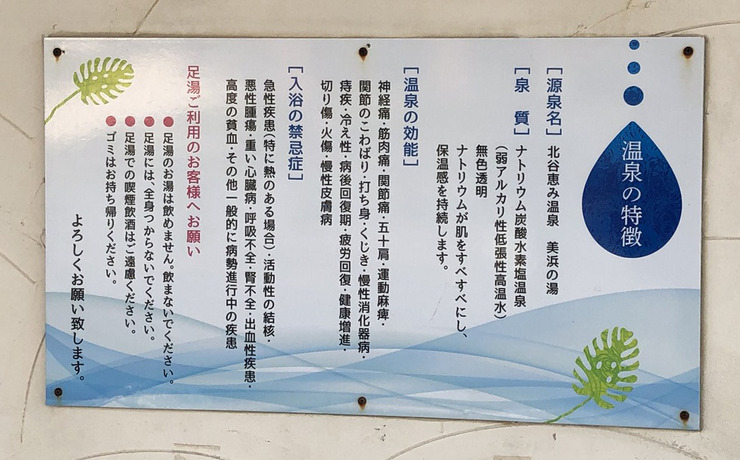 温泉の特徴
[源泉名] 北谷恵み温泉 美浜の湯
[泉 質] ナトリウム炭酸水素塩温泉
(弱アルカリ性低張性高温水)
無色透明
ナトリウムが肌をすべすべにし、
保温感を持続します。
[温泉の効能]
神経痛・筋肉痛・関節痛・五十肩・運動麻痺・
関節のこわばり・打ち身・くじき・慢性消化器病・
痔疾・冷え性・病後回復期・疲労回復・健康増進・
切り傷・火傷・慢性皮膚病
[入浴の禁忌症]
急性疾患(特に熱のある場合)・活動性の結核・
悪性腫瘍・重い心臓病・呼吸不全・腎不全・出血性疾患・
高度の貧血・その他一般的に病勢進行中の疾患
足湯ご利用のお客様へお願い
●足湯のお湯は飲めません。飲まないでください。
●足湯には、全身つからないでください。
●足湯での喫煙飲酒はご遠慮ください。
●ゴミはお持ち帰りください。
よろしくお願い致します。